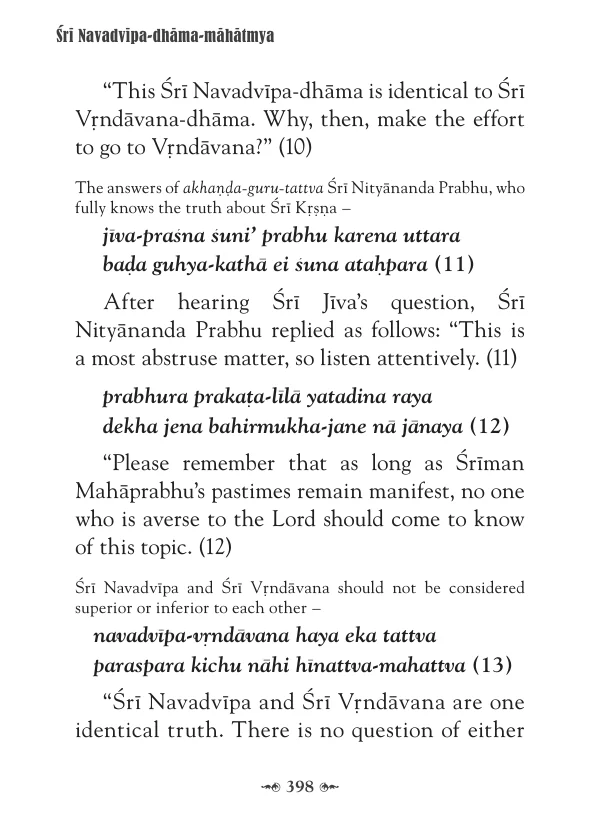 Śrī Navadvīpa-dhāma-māhātmya
“This Śrī Navadvīpa-dhāma is identical to Śrī
Vṛndāvana-dhāma. Why, then, make the effort
to go to Vṛndāvana?” (10)
The answers of akhaṇḍa-guru-tattva Śrī Nityānanda Prabhu, who
fully knows the truth about Śrī Kṛṣṇa –
jīva-praśna śuni’ prabhu karena uttara
baḍa guhya-kathā ei śuna ataḥpara (11)
After hearing Śrī Jīva’s question, Śrī
Nityānanda Prabhu replied as follows: “This is
a most abstruse matter, so listen attentively. (11)
prabhura prakaṭa-līlā yatadina raya
dekha jena bahirmukha-jane nā jānaya (12)
“Please remember that as long as Śrīman
Mahāprabhu’s pastimes remain manifest, no one
who is averse to the Lord should come to know
of this topic. (12)
Śrī Navadvīpa and Śrī Vṛndāvana should not be considered
superior or inferior to each other –
navadvīpa-vṛndāvana haya eka tattva
paraspara kichu nāhi hīnattva-mahattva (13)
“Śrī Navadvīpa and Śrī Vṛndāvana are one
identical truth. There is no question of either
398